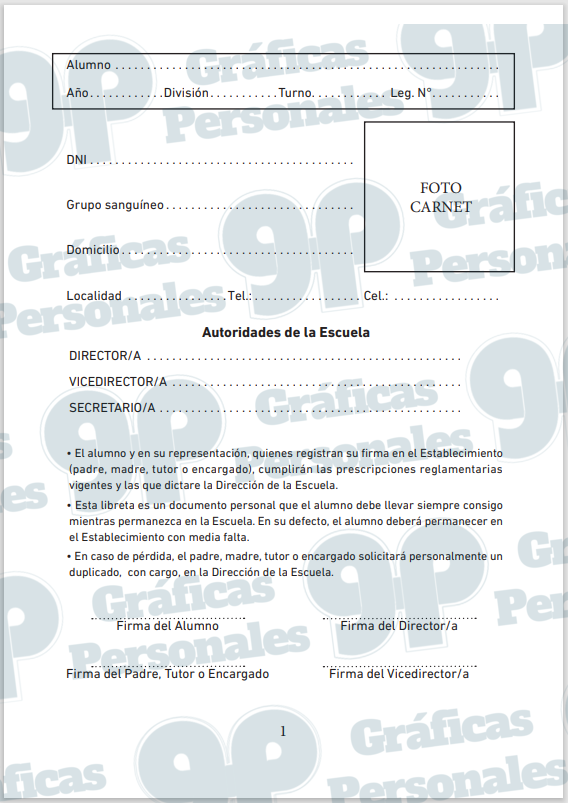 Alumno ....................................................
Año............División...........Turno............ Leg. Nº..........
FOTO
CARNET
DNI ....................................
Grupo sanguíneo..........................
Domicilio ................................
Localidad ...............Tel.:................. Cel.: ................
Autoridades de la Escuela
DIRECTOR/A ..........................................
VICEDIRECTOR/A ......................................
SECRETARIO/A ........................................
• El alumno y en su representación, quienes registran su firma en el Establecimiento
(padre, madre, tutor o encargado), cumplirán las prescripciones reglamentarias
vigentes y las que dictare la Dirección de la Escuela.
• Esta libreta es un documento personal que el alumno debe llevar siempre consigo
mientras permanezca en la Escuela. En su defecto, el alumno deberá permanecer en
el Establecimiento con media falta.
• En caso de pérdida, el padre, madre, tutor o encargado solicitará personalmente un
duplicado, con cargo, en la Dirección de la Escuela.
Firma del Alumno Firma del Director/a
Firma del Padre, Tutor o Encargado Firma del Vicedirector/a
1
gp Gráficas
Personales